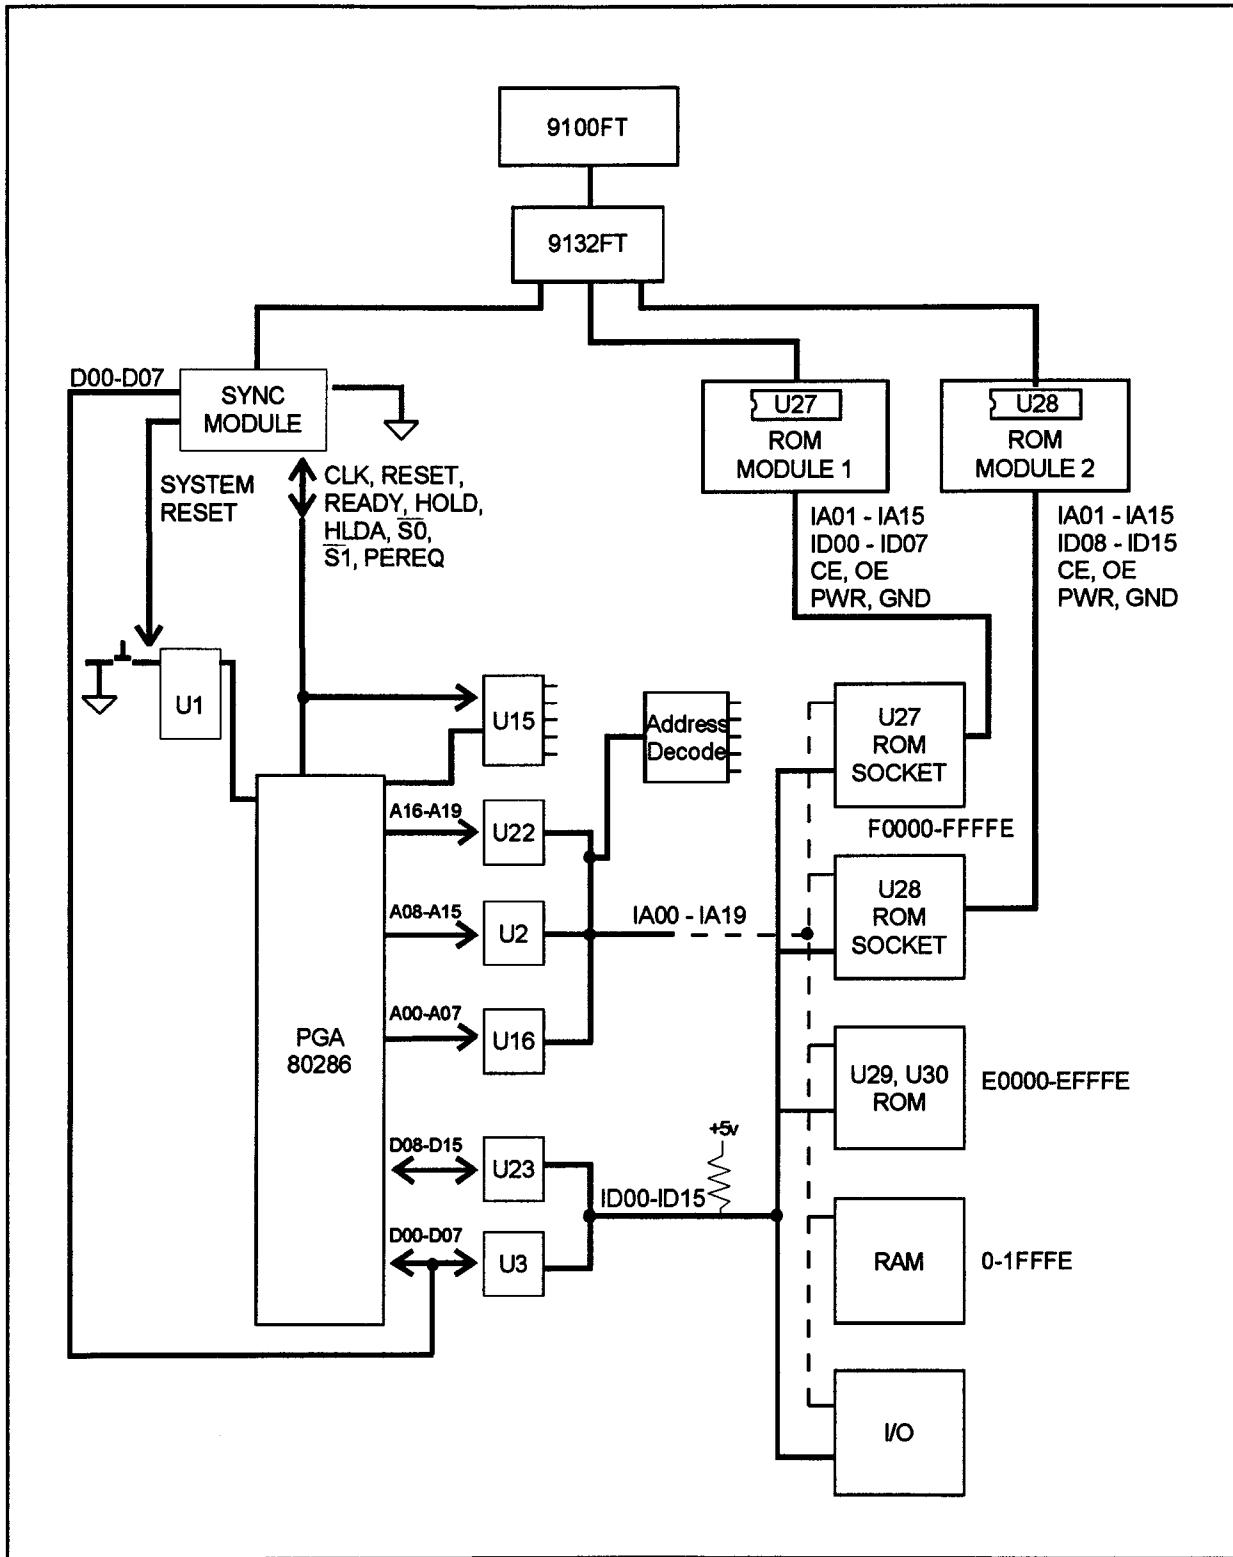 9100FT
9132FT
D00-D07
SYNC
MODULE
U27
ROM
MODULE 1
U28
ROM
MODULE 2
SYSTEM
RESET
CLK, RESET,
READY, HOLD,
HLDA, S̅0̅,
S̅1̅, PEREQ
IA01 - IA15
ID00 - ID07
CE, OE
PWR, GND
IA01 - IA15
ID08 - ID15
CE, OE
PWR, GND
U1
U15
Address
Decode
U27
ROM
SOCKET
F0000-FFFFE
A16-A19
U22
U28
ROM
SOCKET
A08-A15
U2
IA00 - IA19
A00-A07
U16
PGA
80286
U29, U30
ROM
E0000-EFFFE
D08-D15
U23
+5v
ID00-ID15
D00-D07
U3
RAM
0-1FFFE
I/O